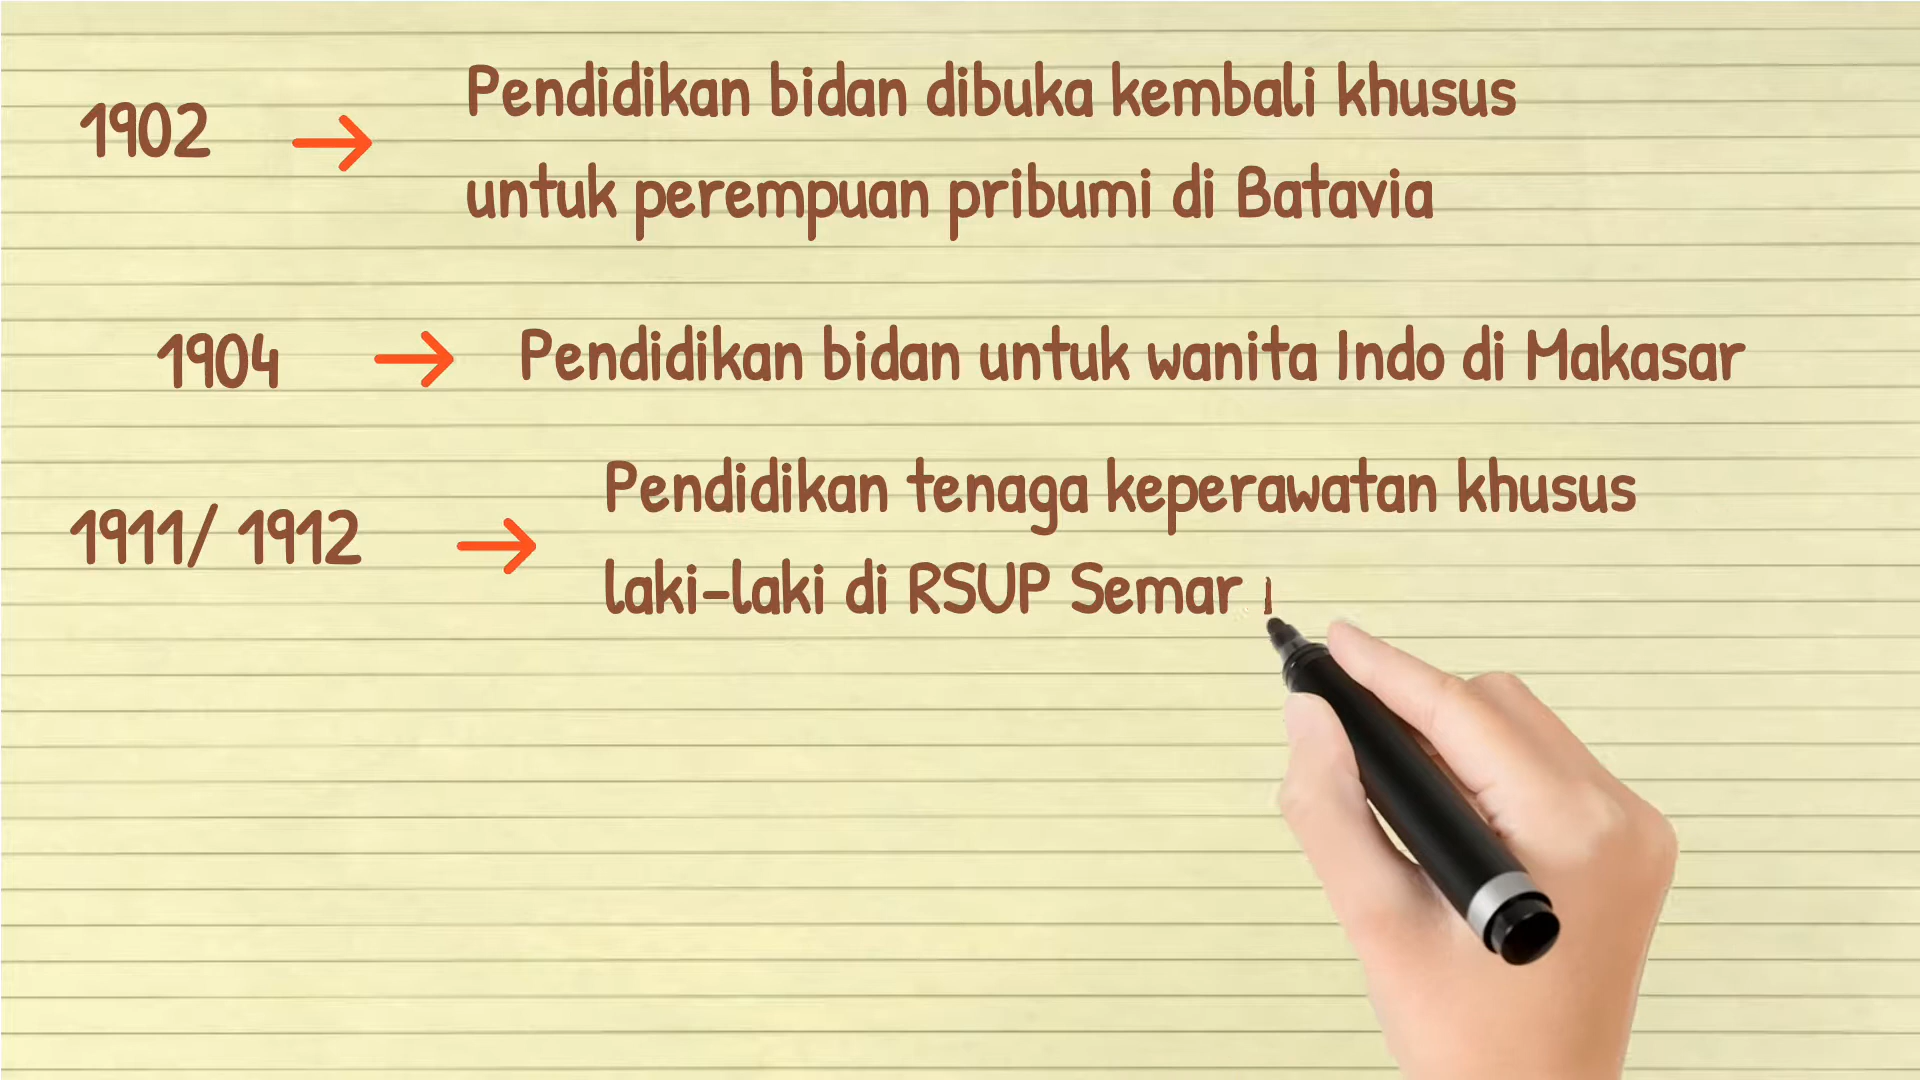 1902 → Pendidikan bidan dibuka kembali khusus
untuk perempuan pribumi di Batavia
1904 → Pendidikan bidan untuk wanita Indo di Makasar
1911/ 1912 → Pendidikan tenaga keperawatan khusus
laki-laki di RSUP Semar